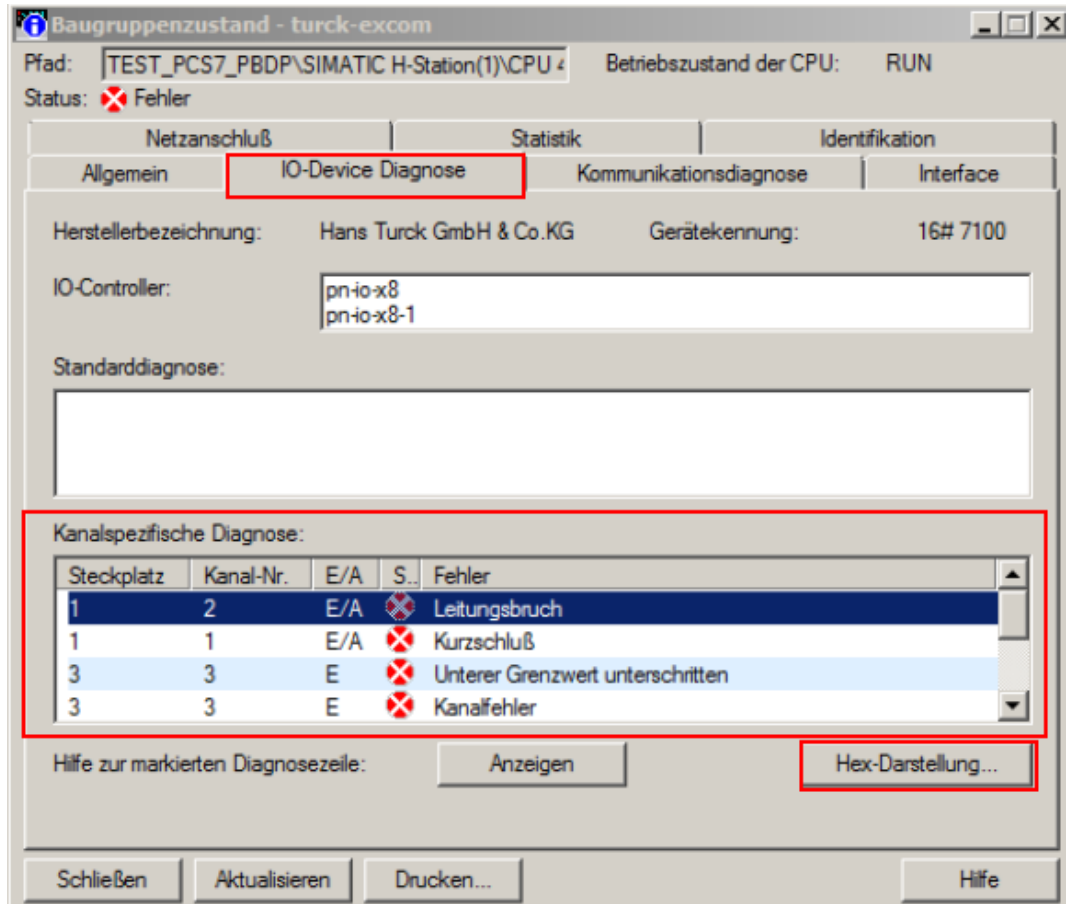 Baugruppenzustand - turck-excom
Pfad: TEST_PCS7_PBDP\SIMATIC H-Station(1)\CPU 4 Betriebszustand der CPU: RUN
Status: Fehler
Netzanschluß Statistik Identifikation
Allgemein IO-Device Diagnose Kommunikationsdiagnose Interface
Herstellerbezeichnung: Hans Turck GmbH & Co.KG Gerätekennung: 16# 7100
IO-Controller: pn-io-x8
pn-io-x8-1
Standarddiagnose:
Kanalspezifische Diagnose:
Steckplatz Kanal-Nr. E/A S.. Fehler
1 2 E/A Leitungsbruch
1 1 E/A Kurzschluß
3 3 E Unterer Grenzwert unterschritten
3 3 E Kanalfehler
Hilfe zur markierten Diagnosezeile: Anzeigen Hex-Darstellung...
Schließen Aktualisieren Drucken... Hilfe